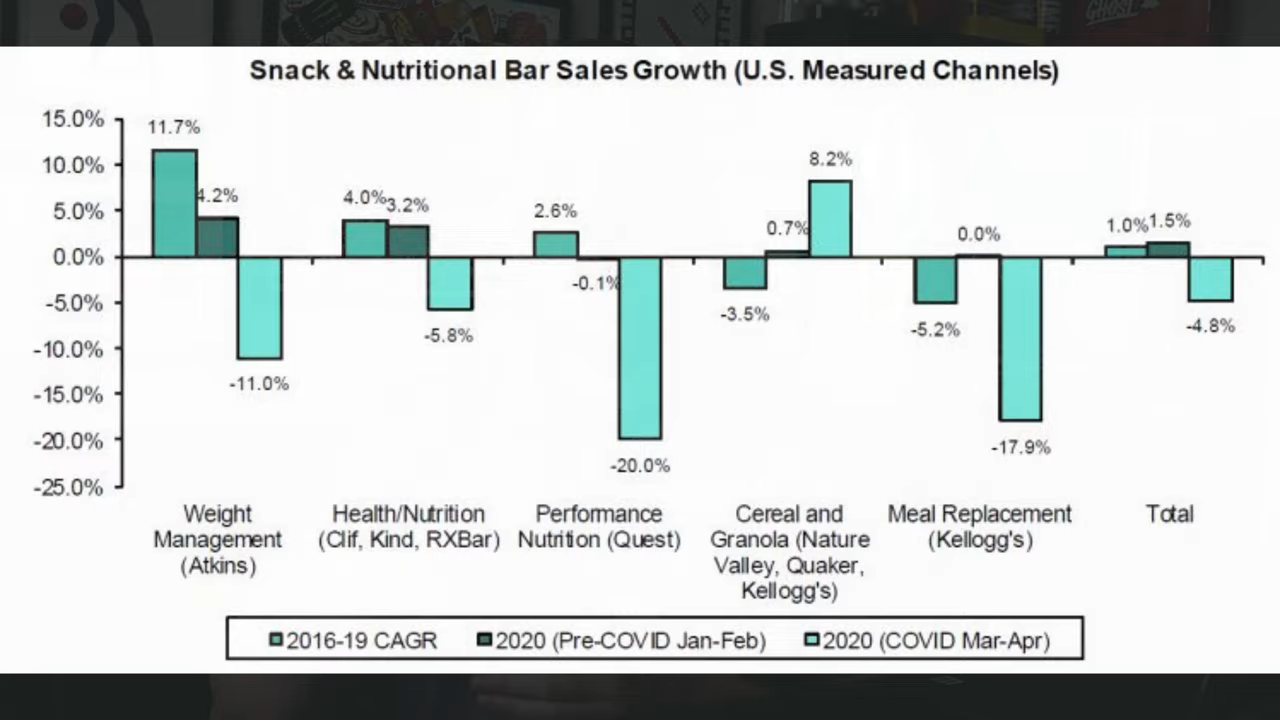 Snack & Nutritional Bar Sales Growth (U.S. Measured Channels)
15.0%
10.0%
5.0%
0.0%
-5.0%
-10.0%
-15.0%
-20.0%
-25.0%
11.7%
4.2%
-11.0%
4.0%
3.2%
-5.8%
2.6%
-0.1%
-20.0%
-3.5%
0.7%
8.2%
-5.2%
0.0%
-17.9%
1.0%
1.5%
-4.8%
Weight
Management
(Atkins)
Health/Nutrition
(Clif, Kind, RXBar)
Performance
Nutrition (Quest)
Cereal and
Granola (Nature
Valley, Quaker,
Kellogg's)
Meal Replacement
(Kellogg's)
Total
2016-19 CAGR 2020 (Pre-COVID Jan-Feb) 2020 (COVID Mar-Apr)